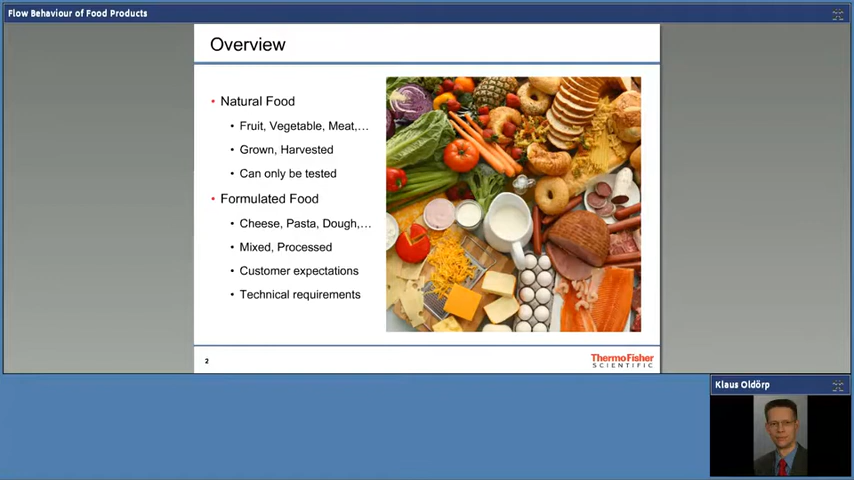 Flow Behaviour of Food Products
Overview
• Natural Food
• Fruit, Vegetable, Meat,…
• Grown, Harvested
• Can only be tested
• Formulated Food
• Cheese, Pasta, Dough,…
• Mixed, Processed
• Customer expectations
• Technical requirements
2
ThermoFisher
SCIENTIFIC
Klaus Oldörp